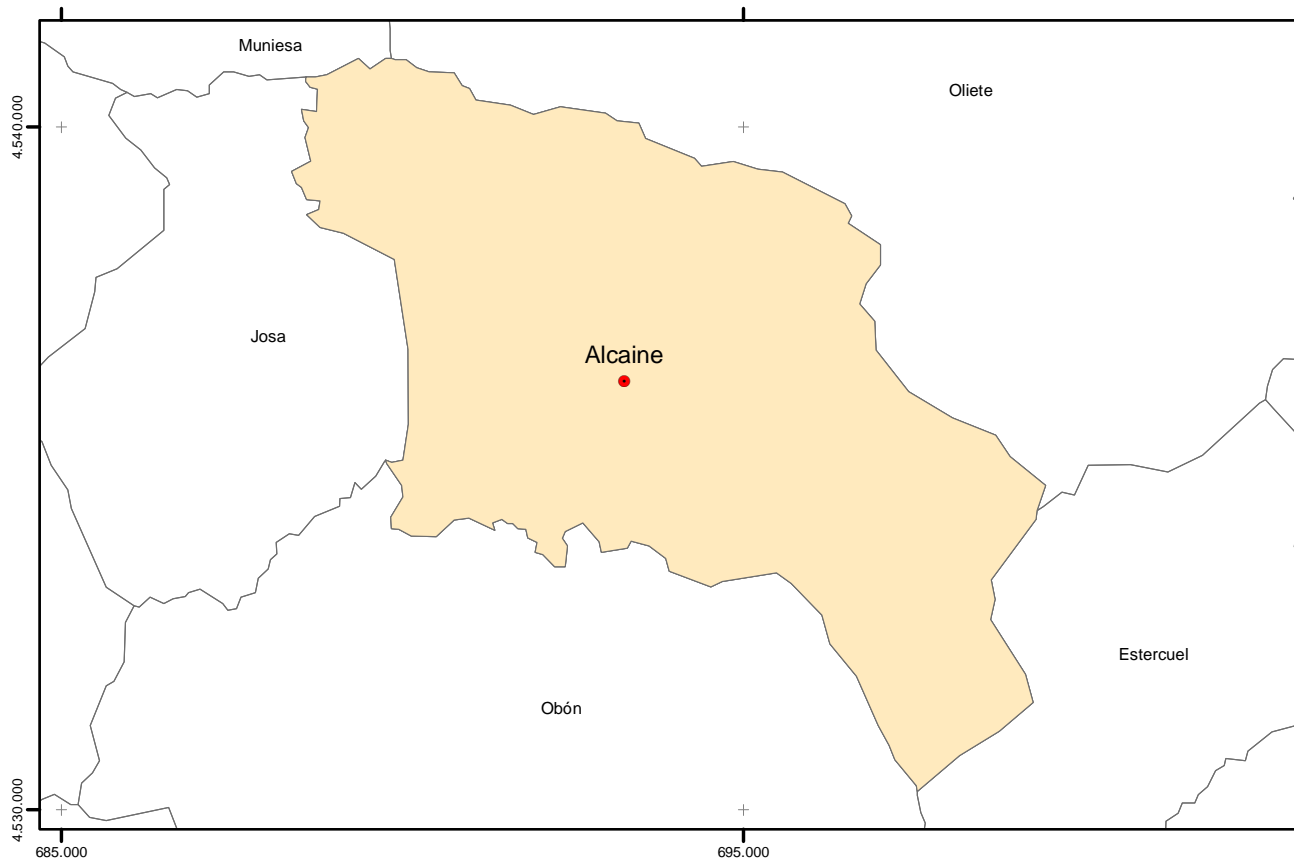 Muniesa
Oliete
4.540.000
Josa
Alcaine
Estercuel
Obón
4.530.000
685.000
695.000